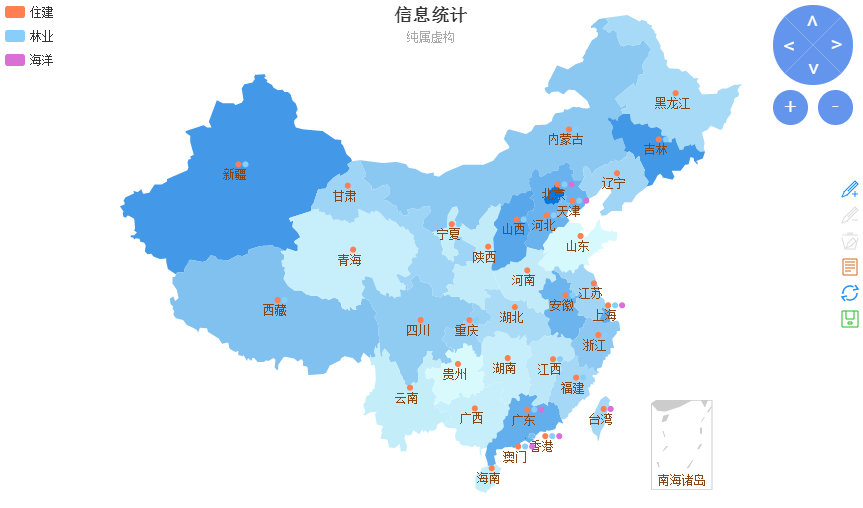 信息统计
纯属虚构
住建
林业
海洋
黑龙江
内蒙古
吉林
新疆
辽宁
甘肃
北京
天津
河北
山西
宁夏
山东
陕西
青海
河南
江苏
安徽
上海
西藏
湖北
四川
重庆
浙江
湖南
江西
贵州
福建
云南
广西
广东
台湾
香港
澳门
海南
南海诸岛